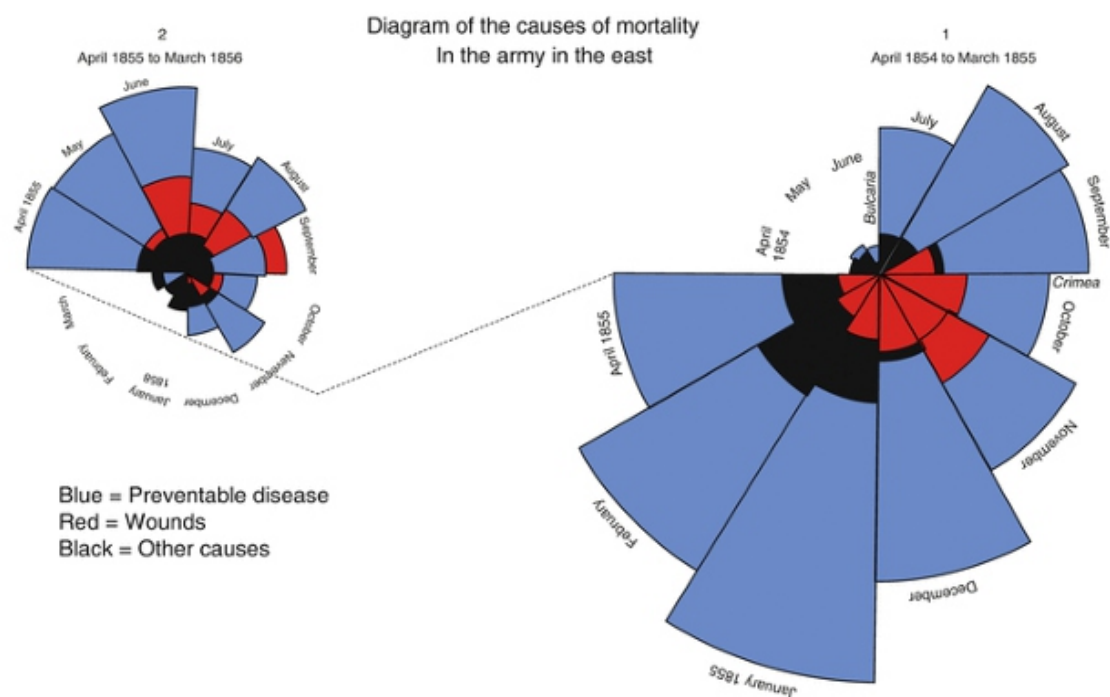 Diagram of the causes of mortality
In the army in the east
2
April 1855 to March 1856
1
April 1854 to March 1855
June
May
July
August
April 1855
September
October
November
December
January
1858
February
March
July
August
September
June
May
April
1854
Bulcaria
Crimea
October
November
December
January 1855
February
April 1855
Blue = Preventable disease
Red = Wounds
Black = Other causes